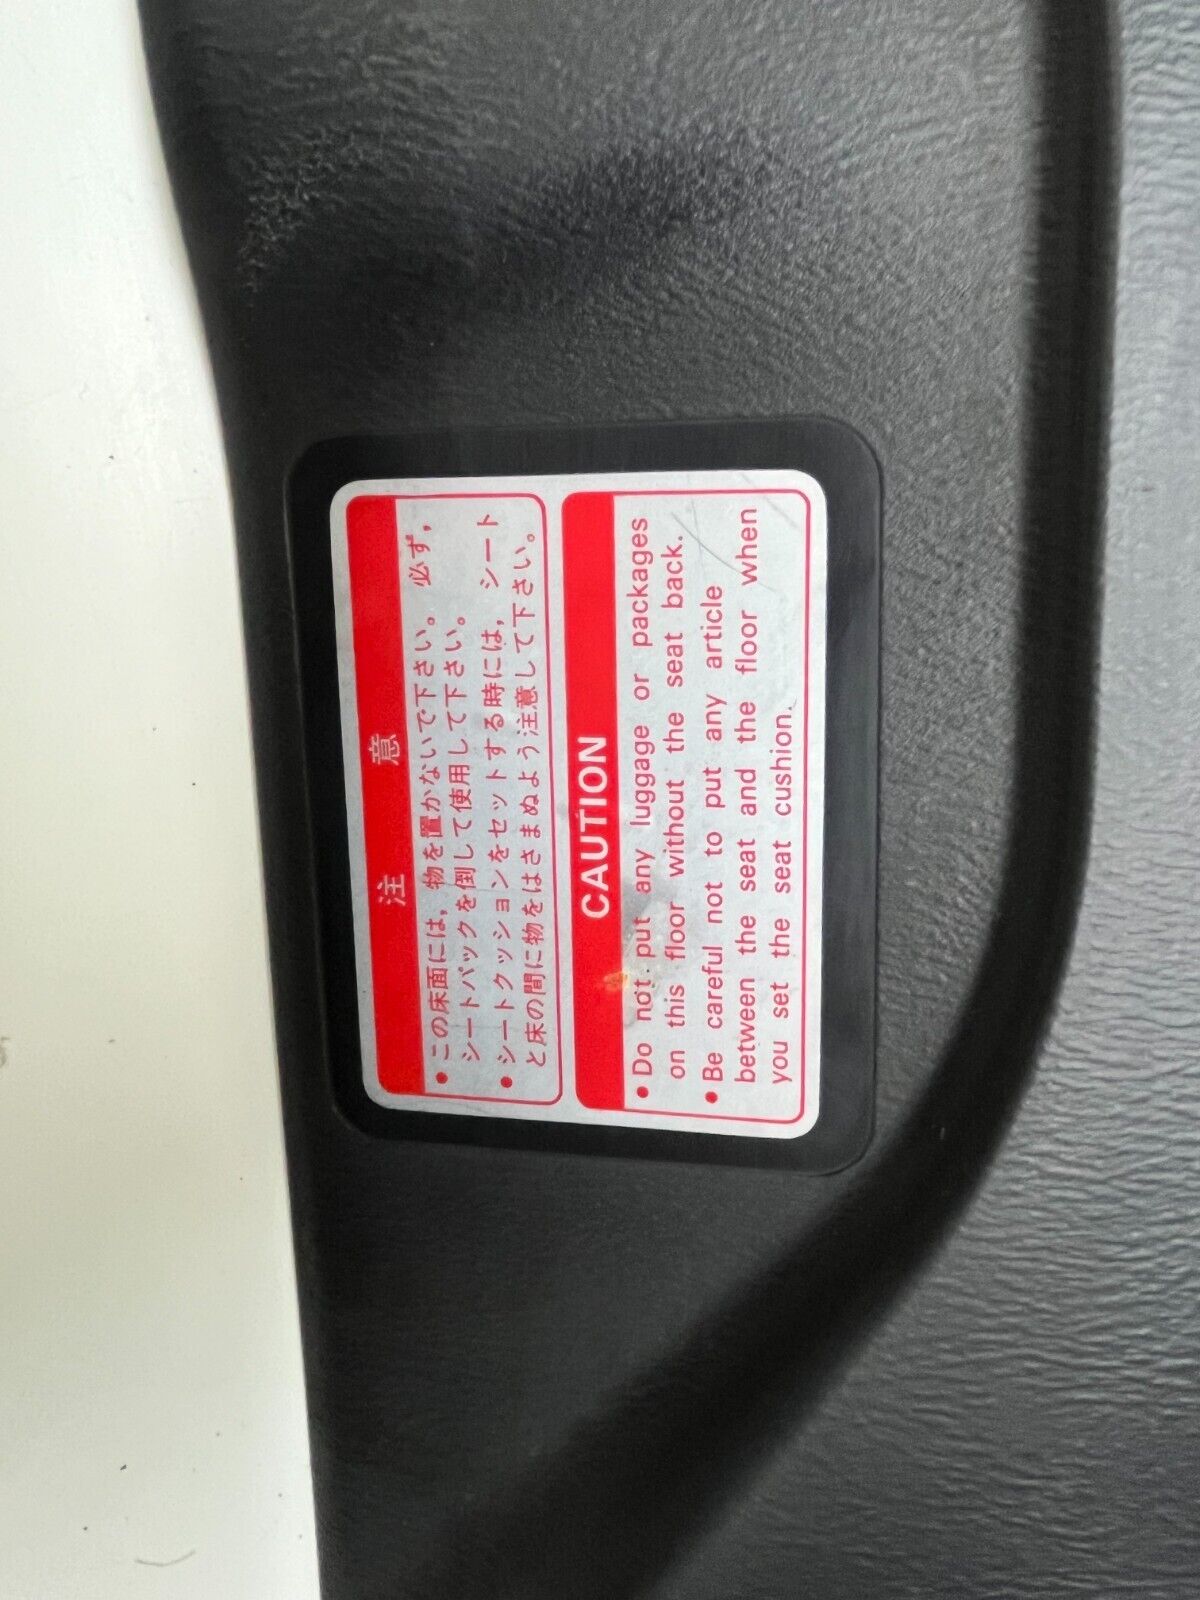 注 意
● この床面には,物を置かないで下さい。必ず,
シートバックを倒して使用して下さい。
● シートクッションをセットする時には,シート
と床の間に物をはさまぬよう注意して下さい。
CAUTION
● Do not put any luggage or packages
on this floor without the seat back.
● Be careful not to put any article
between the seat and the floor when
you set the seat cushion.